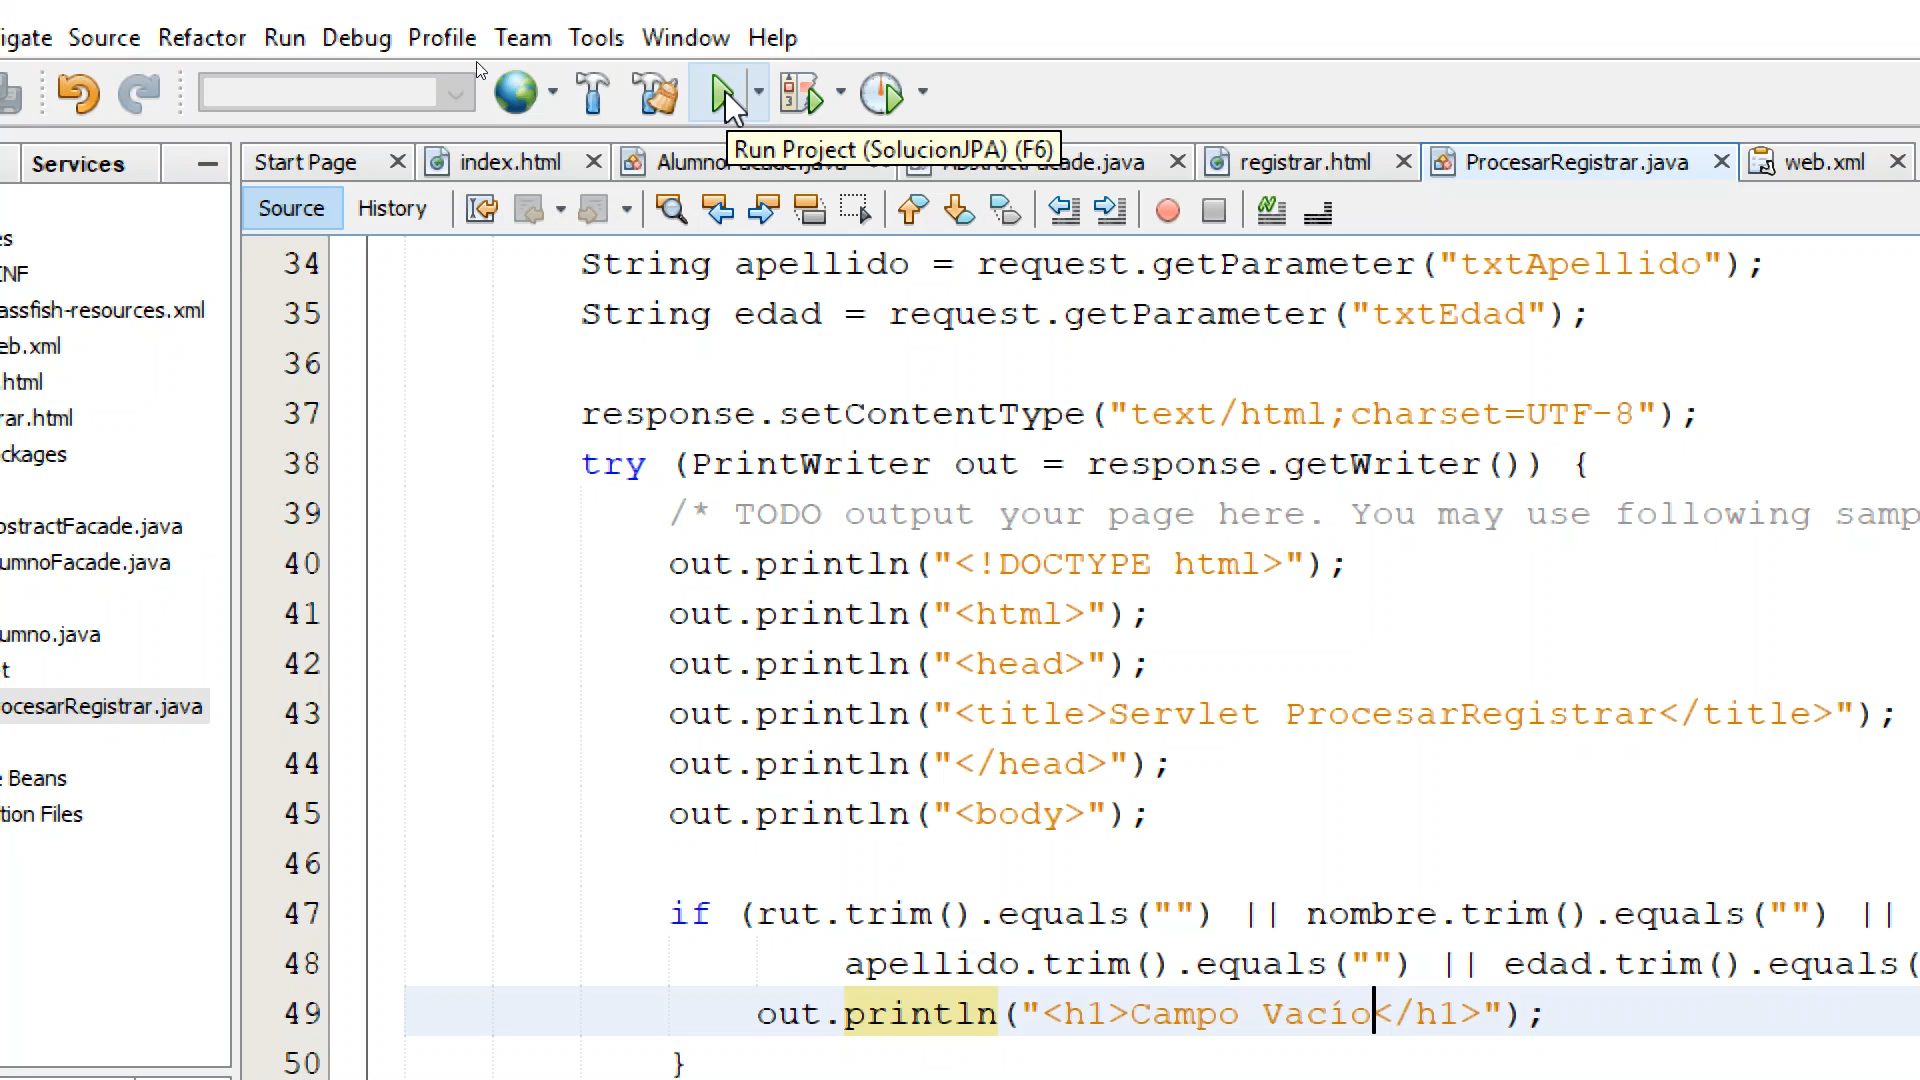 igate Source Refactor Run Debug Profile Team Tools Window Help
Run Project (SolucionJPA) (F6)
Services
Start Page index.html registrar.html ProcesarRegistrar.java web.xml
Source History
es
NF
assfish-resources.xml
eb.xml
.html
rar.html
ckages
bstractFacade.java
umnoFacade.java
umno.java
t
ocesarRegistrar.java
e Beans
tion Files
34 String apellido = request.getParameter("txtApellido");
35 String edad = request.getParameter("txtEdad");
36
37 response.setContentType("text/html;charset=UTF-8");
38 try (PrintWriter out = response.getWriter()) {
39 /* TODO output your page here. You may use following samp
40 out.println("<!DOCTYPE html>");
41 out.println("<html>");
42 out.println("<head>");
43 out.println("<title>Servlet ProcesarRegistrar</title>");
44 out.println("</head>");
45 out.println("<body>");
46
47 if (rut.trim().equals("") || nombre.trim().equals("") ||
48 apellido.trim().equals("") || edad.trim().equals(
49 out.println("<h1>Campo Vacío</h1>");
50 }